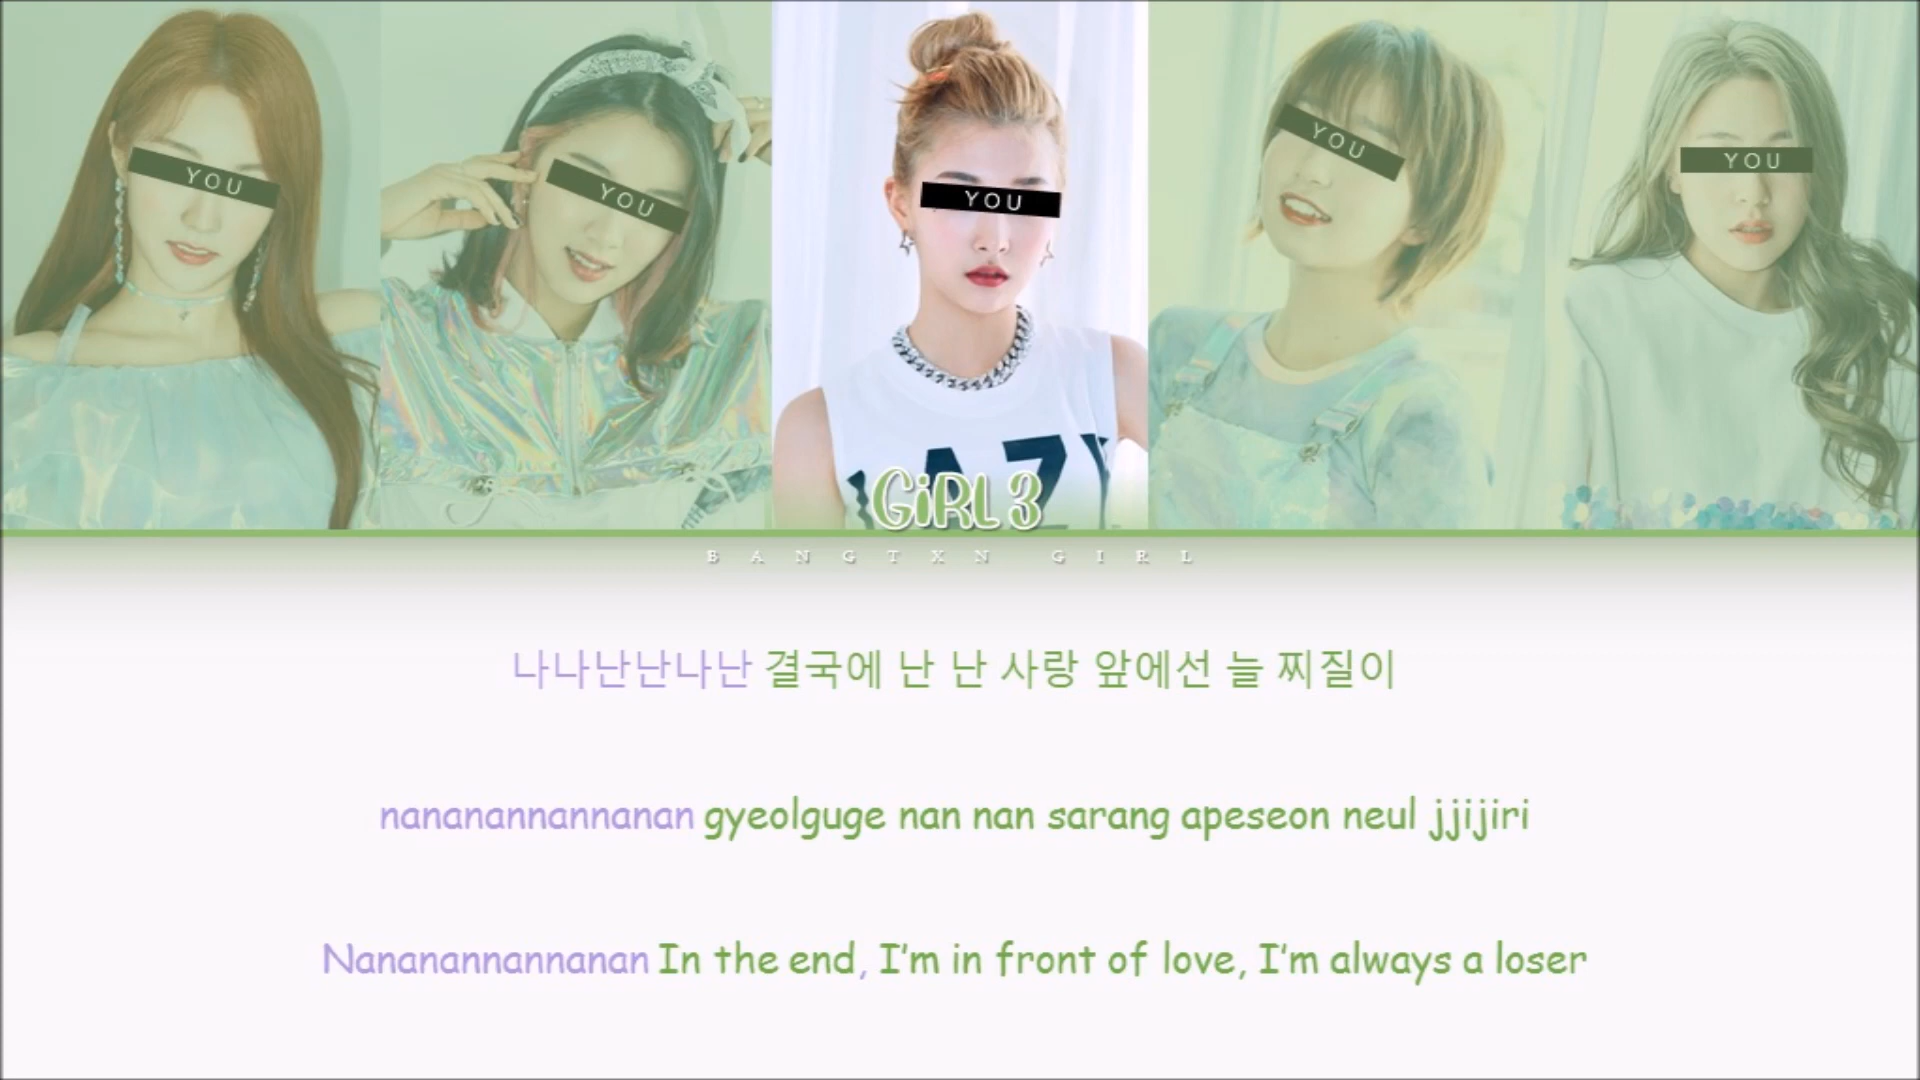 YOU
YOU
YOU
YOU
YOU
GiRL 3
BANGTXN GIRL
나나난난나난 결국에 난 난 사랑 앞에선 늘 찌질이
nananannannanan gyeolguge nan nan sarang apeseon neul jjijiri
Nananannannanan In the end, I'm in front of love, I'm always a loser